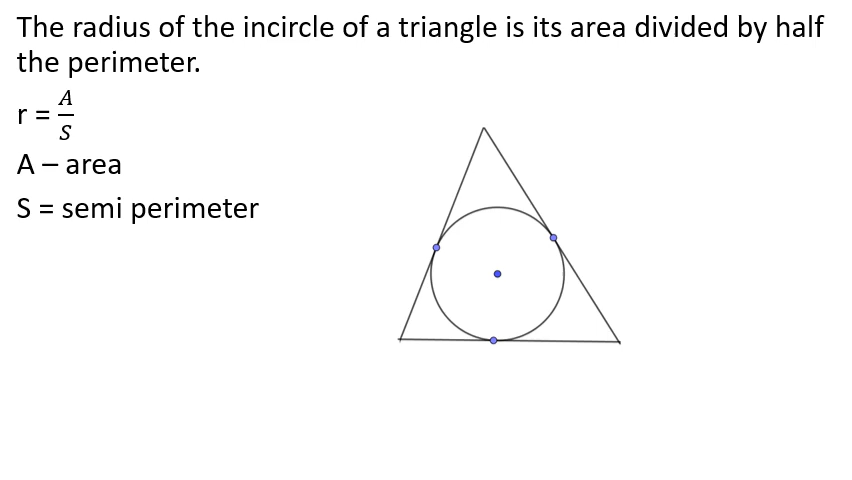 The radius of the incircle of a triangle is its area divided by half
the perimeter.
r = A/S
A – area
S = semi perimeter